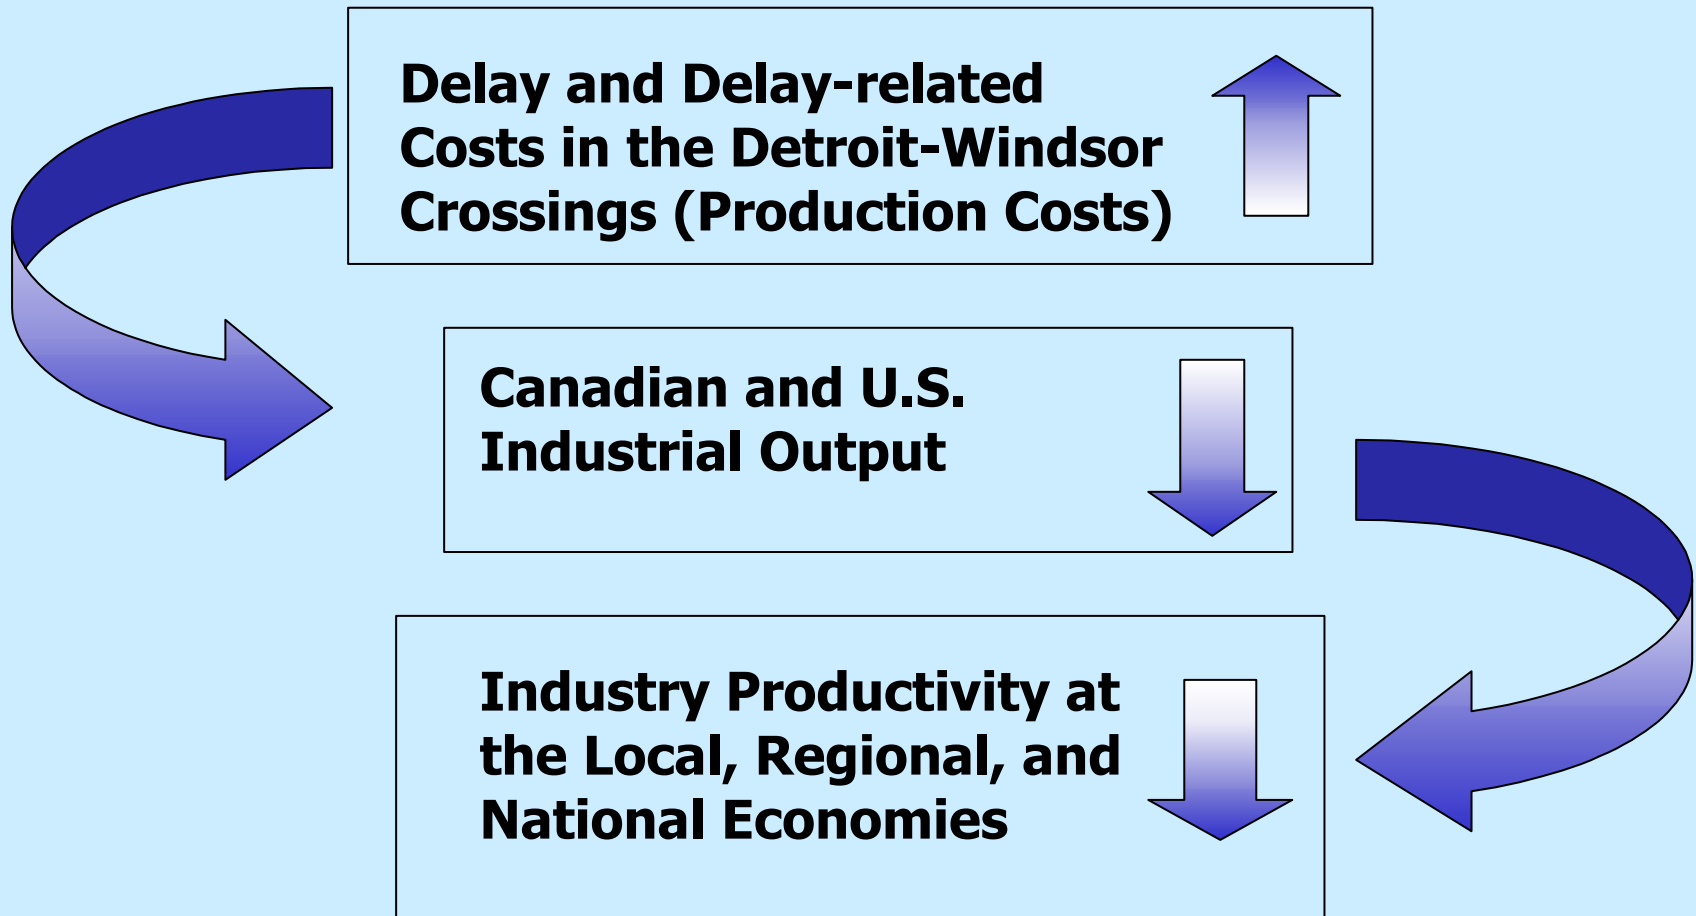 Delay and Delay-related
Costs in the Detroit-Windsor
Crossings (Production Costs)
Canadian and U.S.
Industrial Output
Industry Productivity at
the Local, Regional, and
National Economies